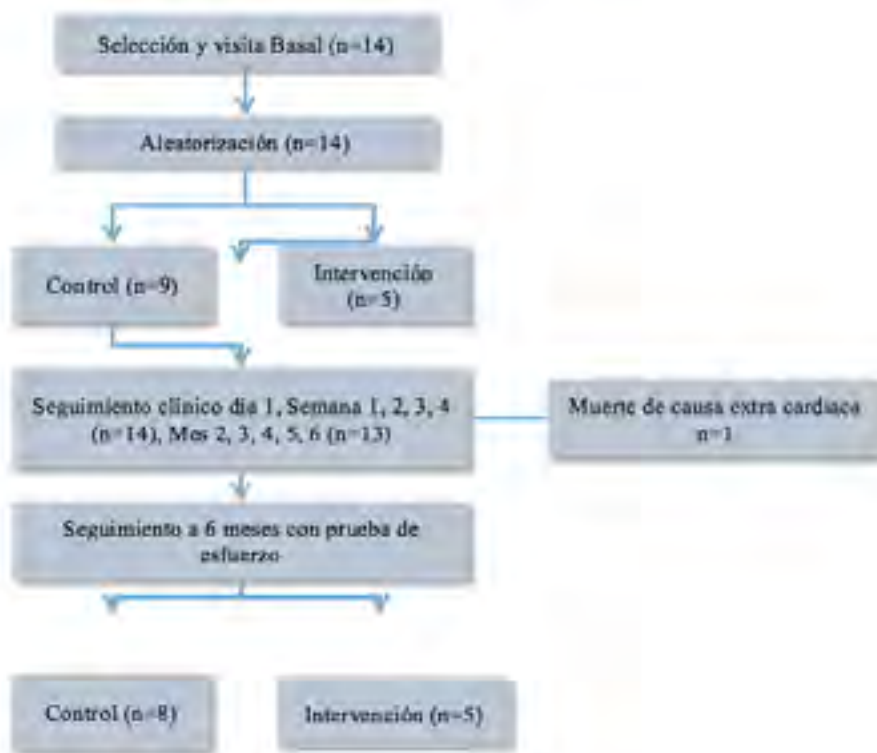 Selección y visita Basal (n=14)
Aleatorización (n=14)
Control (n=9)
Intervención
(n=5)
Seguimiento clínico día 1, Semana 1, 2, 3, 4
(n=14), Mes 2, 3, 4, 5, 6 (n=13)
Muerte de causa extra cardiaca
n=1
Seguimiento a 6 meses con prueba de
esfuerzo
Control (n=8)
Intervención (n=5)